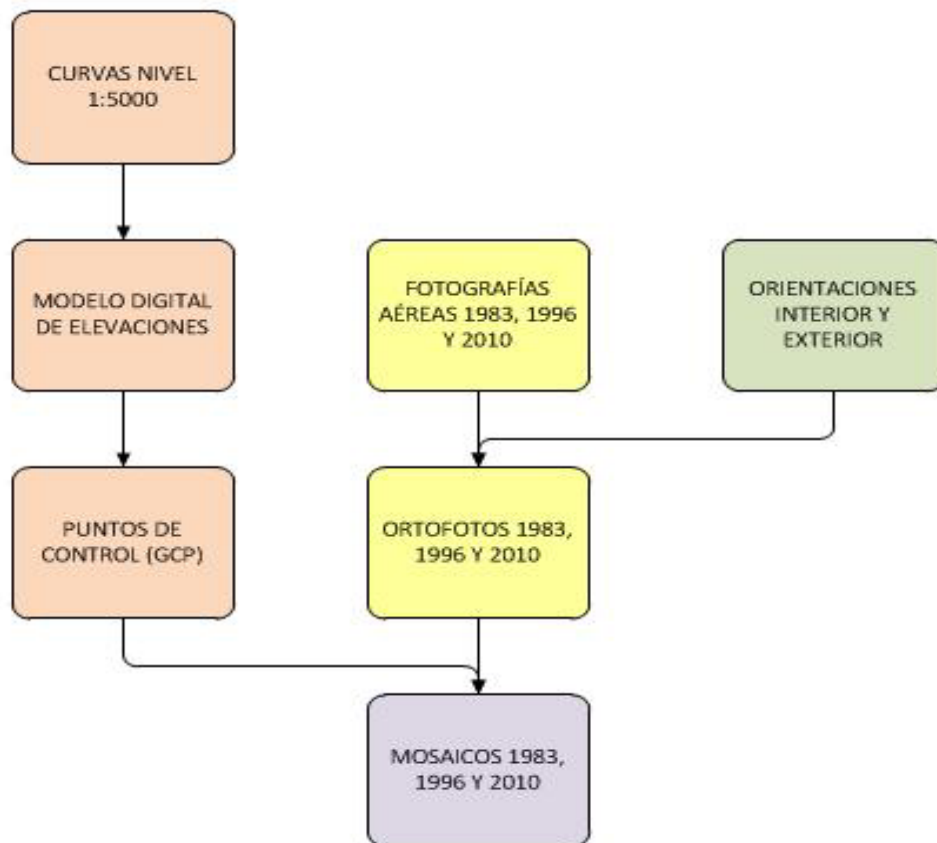 CURVAS NIVEL
1:5000
MODELO DIGITAL
DE ELEVACIONES
FOTOGRAFÍAS
AÉREAS 1983, 1996
Y 2010
ORIENTACIONES
INTERIOR Y
EXTERIOR
PUNTOS DE
CONTROL (GCP)
ORTOFOTOS 1983,
1996 Y 2010
MOSAICOS 1983,
1996 Y 2010